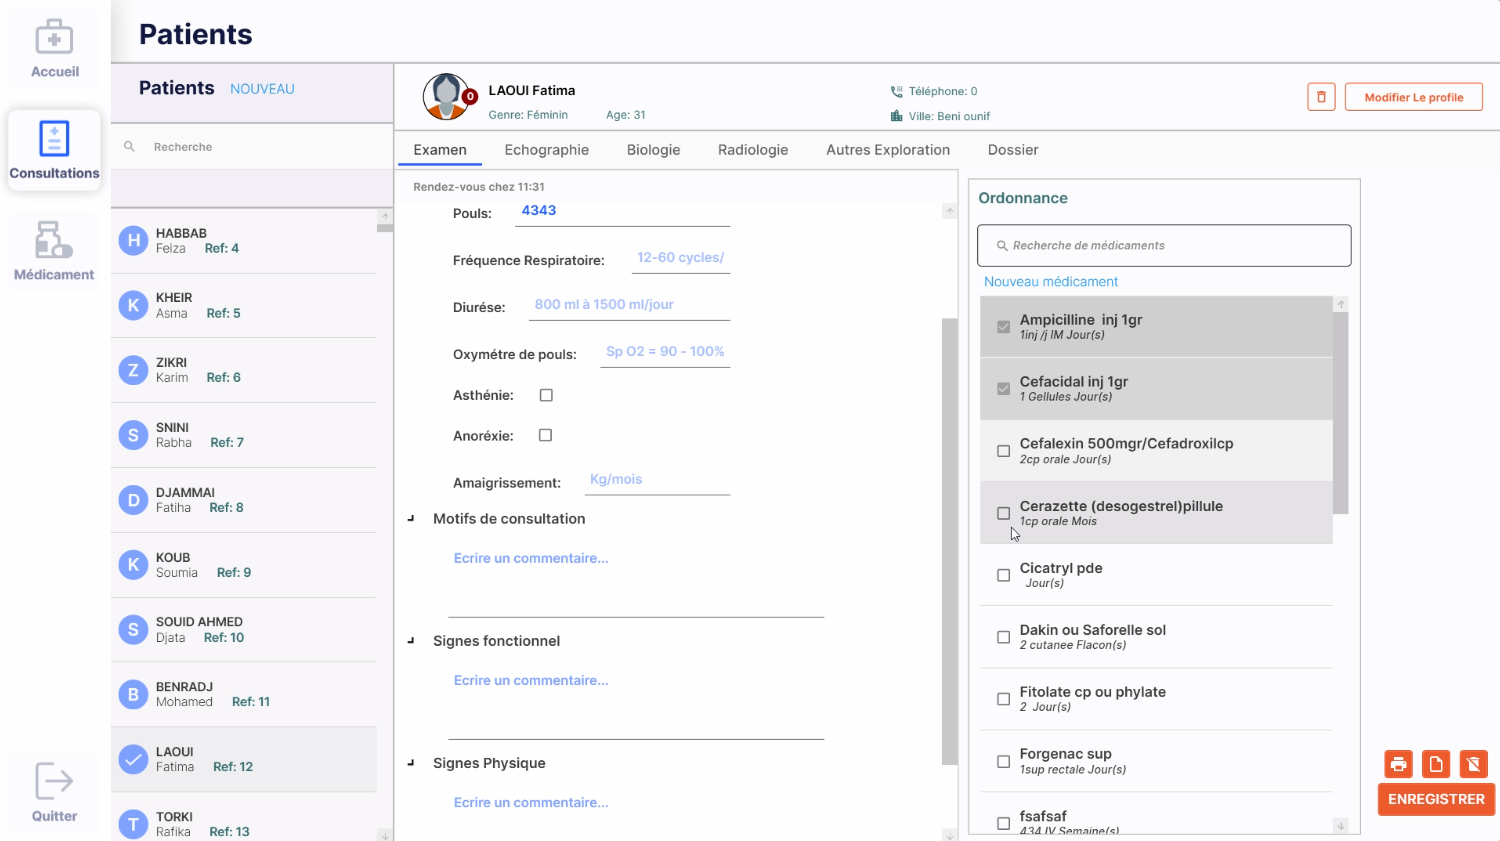 Patients
Accueil
Consultations
Médicament
Quitter
Patients NOUVEAU
Recherche
H HABBAB
Feiza Ref: 4
K KHEIR
Asma Ref: 5
Z ZIKRI
Karim Ref: 6
S SNINI
Rabha Ref: 7
D DJAMMAI
Fatiha Ref: 8
K KOUB
Soumia Ref: 9
S SOUID AHMED
Djata Ref: 10
B BENRADJ
Mohamed Ref: 11
LAOUI
Fatima Ref: 12
T TORKI
Rafika Ref: 13
0
LAOUI Fatima
Genre: Féminin Age: 31
Téléphone: 0
Ville: Beni ounif
Modifier Le profile
Examen Echographie Biologie Radiologie Autres Exploration Dossier
Rendez-vous chez 11:31
Pouls: 4343
Fréquence Respiratoire: 12-60 cycles/
Diurése: 800 ml à 1500 ml/jour
Oxymétre de pouls: Sp O2 = 90 - 100%
Asthénie:
Anoréxie:
Amaigrissement: Kg/mois
Motifs de consultation
Ecrire un commentaire...
Signes fonctionnel
Ecrire un commentaire...
Signes Physique
Ecrire un commentaire...
Ordonnance
Recherche de médicaments
Nouveau médicament
Ampicilline inj 1gr
1inj /j IM Jour(s)
Cefacidal inj 1gr
1 Gellules Jour(s)
Cefalexin 500mgr/Cefadroxilcp
2cp orale Jour(s)
Cerazette (desogestrel)pillule
1cp orale Mois
Cicatryl pde
Jour(s)
Dakin ou Saforelle sol
2 cutanee Flacon(s)
Fitolate cp ou phylate
2 Jour(s)
Forgenac sup
1sup rectale Jour(s)
fsafsaf
434 IV Semaine(s)
ENREGISTRER